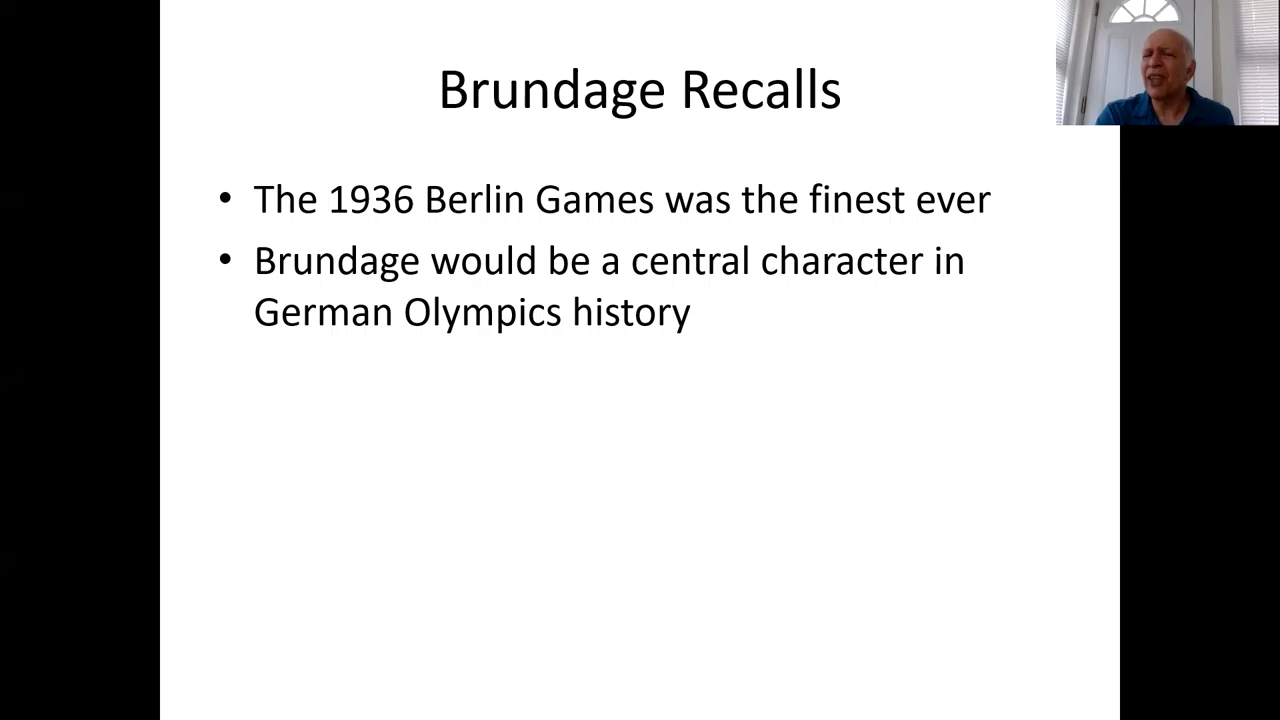 Brundage Recalls
• The 1936 Berlin Games was the finest ever
• Brundage would be a central character in
German Olympics history